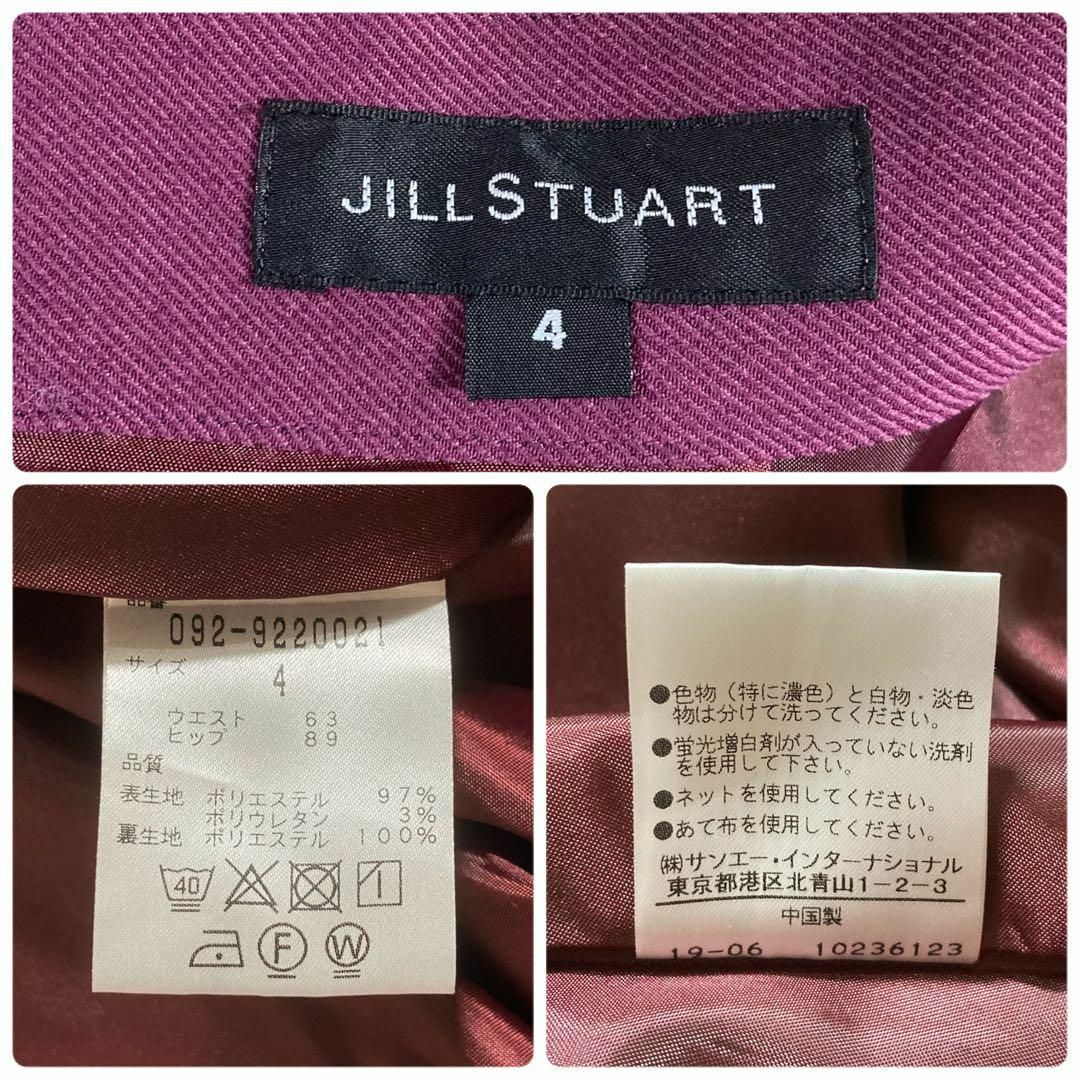 JILL STUART
4
品番
092-9220021
サイズ
4
ウエスト 63
ヒップ 89
品質
表生地 ポリエステル 97%
ポリウレタン 3%
裏生地 ポリエステル 100%
40
F
W
●色物(特に濃色)と白物・淡色
物は分けて洗ってください。
●蛍光増白剤が入っていない洗剤
を使用して下さい。
●ネットを使用してください。
●あて布を使用してください。
㈱サンエー・インターナショナル
東京都港区北青山1-2-3
中国製
19-06 10236123